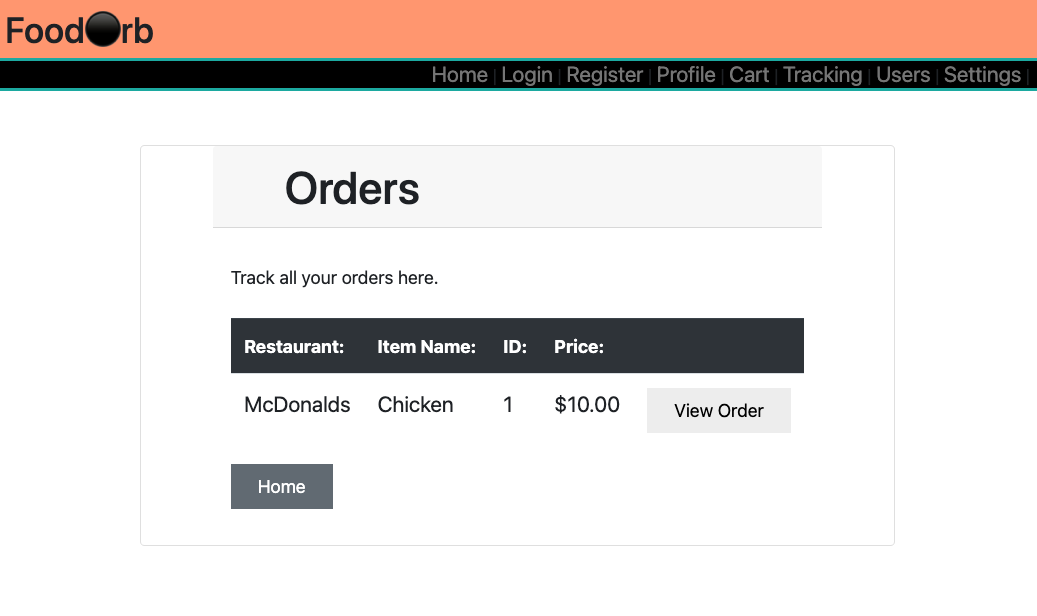 Food⚫rb
Home | Login | Register | Profile | Cart | Tracking | Users | Settings |
Orders
Track all your orders here.
Restaurant: Item Name: ID: Price:
McDonalds Chicken 1 $10.00 View Order
Home